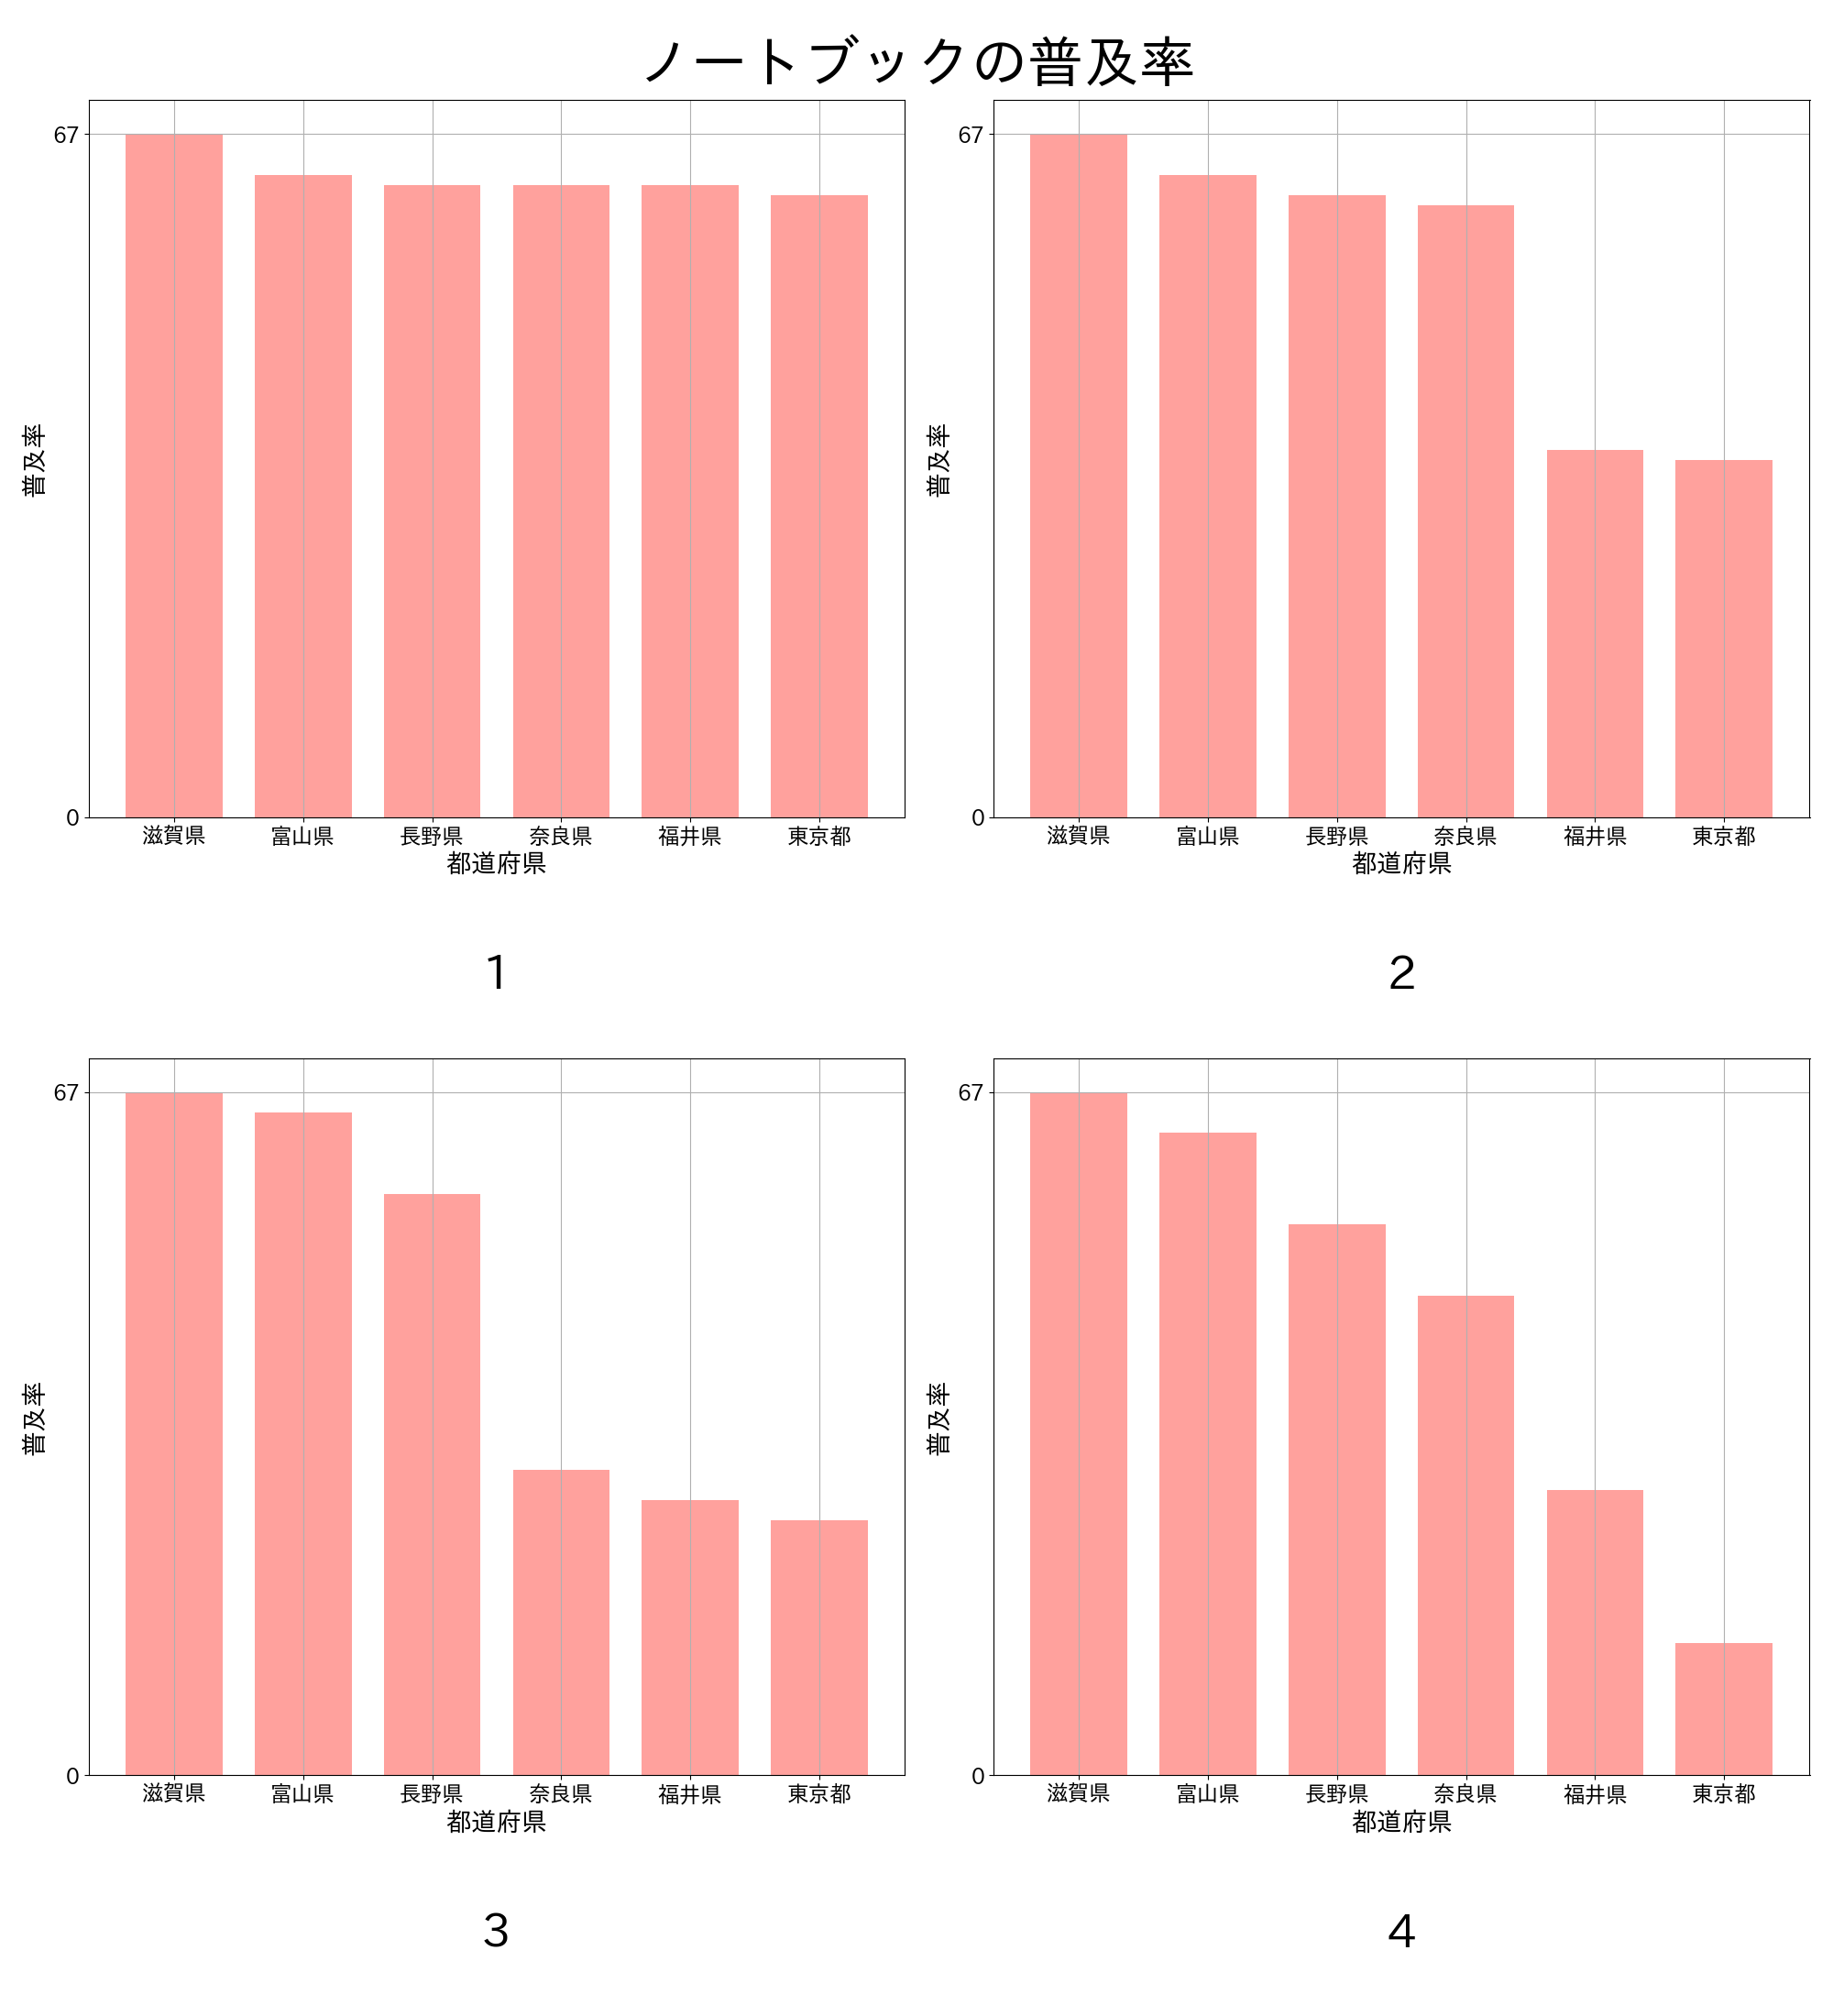 ノートブックの普及率
67
0
普及率
滋賀県 富山県 長野県 奈良県 福井県 東京都
都道府県
1
67
0
普及率
滋賀県 富山県 長野県 奈良県 福井県 東京都
都道府県
2
67
0
普及率
滋賀県 富山県 長野県 奈良県 福井県 東京都
都道府県
3
67
0
普及率
滋賀県 富山県 長野県 奈良県 福井県 東京都
都道府県
4